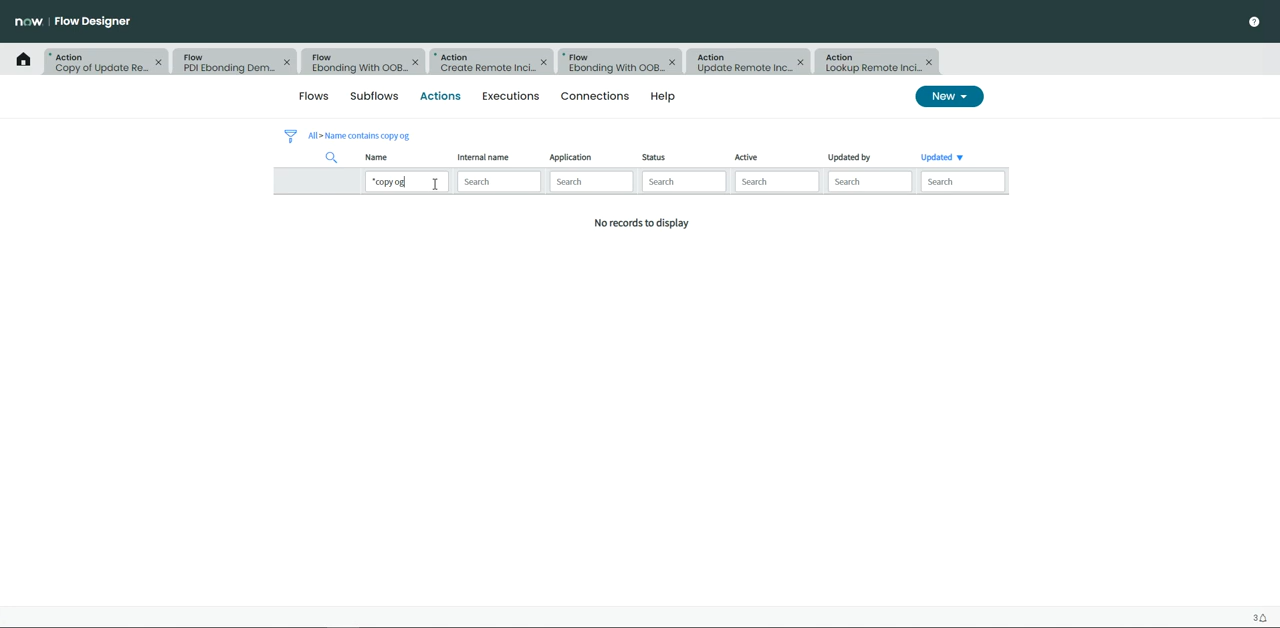 now. | Flow Designer
?
Action
Copy of Update Re...
Flow
PDI Ebonding Dem...
Flow
Ebonding With OOB...
Action
Create Remote Inci...
Flow
Ebonding With OOB...
Action
Update Remote Inc...
Action
Lookup Remote Inci...
Flows Subflows Actions Executions Connections Help New
All > Name contains copy og
Name Internal name Application Status Active Updated by Updated
*copy og Search Search Search Search Search Search
No records to display
3